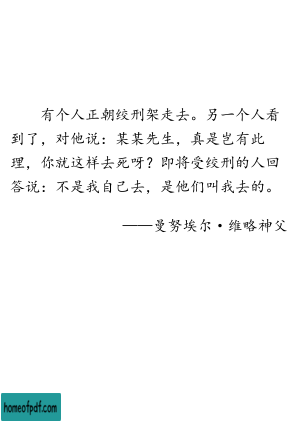 有个人正朝绞刑架走去。另一个人看
到了，对他说：某某先生，真是岂有此
理，你就这样去死呀？即将受绞刑的人回
答说：不是我自己去，是他们叫我去的。
——曼努埃尔·维略神父
homeofpdf.com